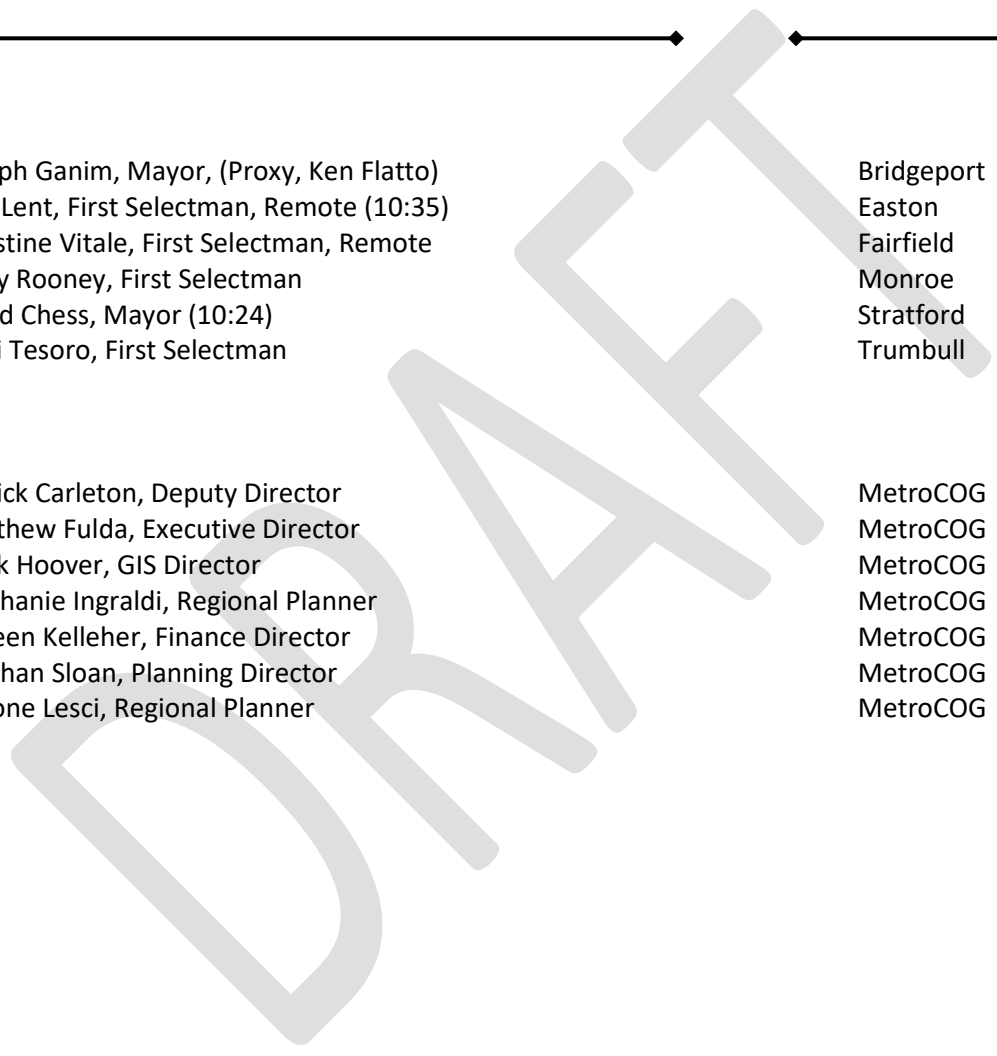 ph Ganim, Mayor, (Proxy, Ken Flatto) Bridgeport
Lent, First Selectman, Remote (10:35) Easton
stine Vitale, First Selectman, Remote Fairfield
y Rooney, First Selectman Monroe
d Chess, Mayor (10:24) Stratford
i Tesoro, First Selectman Trumbull
ick Carleton, Deputy Director MetroCOG
thew Fulda, Executive Director MetroCOG
k Hoover, GIS Director MetroCOG
hanie Ingraldi, Regional Planner MetroCOG
een Kelleher, Finance Director MetroCOG
han Sloan, Planning Director MetroCOG
one Lesci, Regional Planner MetroCOG
DRAFT